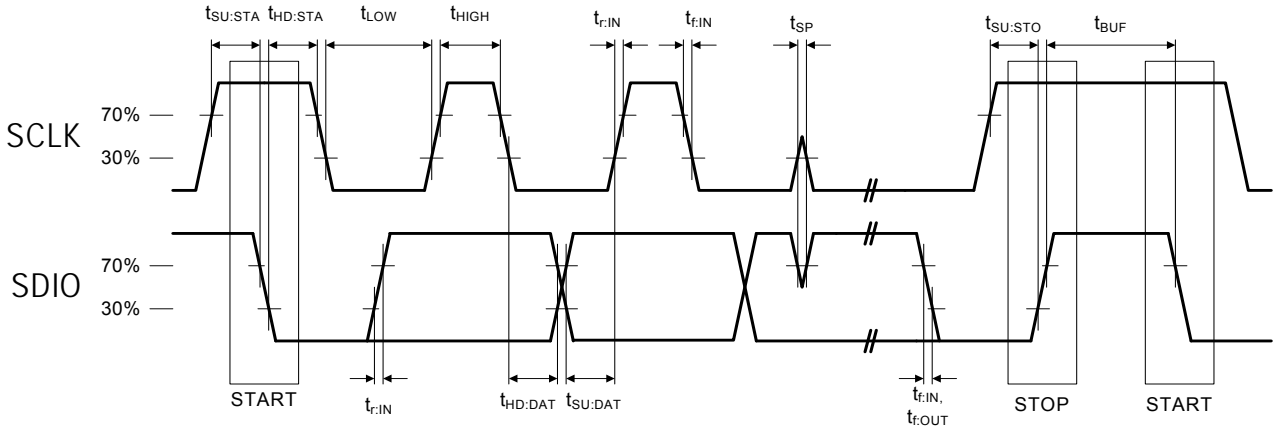 tSU:STA tHD:STA tLOW tHIGH tr:IN tf:IN tSP tSU:STO tBUF
SCLK
70%
30%
SDIO
70%
30%
START
tr:IN
tHD:DAT tSU:DAT
tf:IN,
tf:OUT
STOP
START